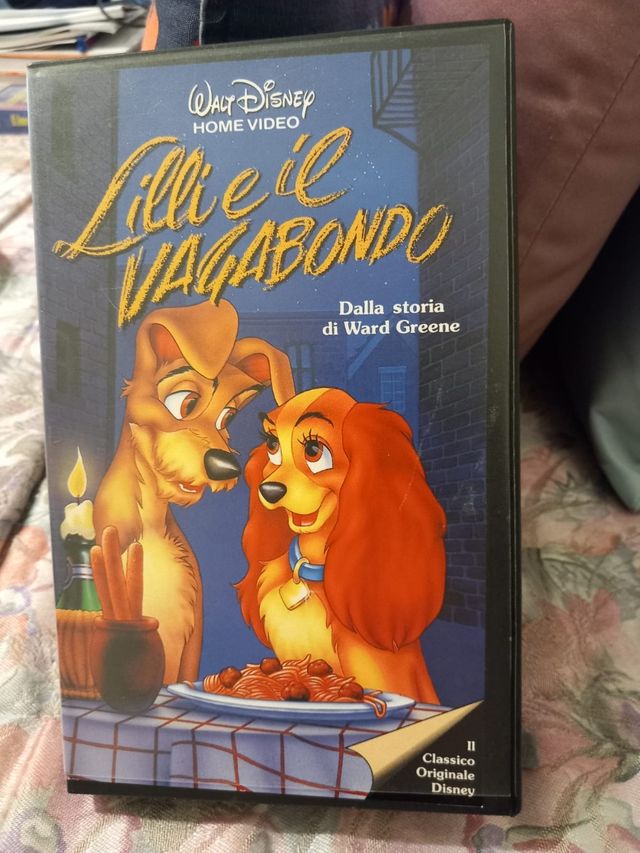 Walt Disney
HOME VIDEO
Lilli e il
VAGABONDO
Dalla storia
di Ward Greene
Il
Classico
Originale
Disney